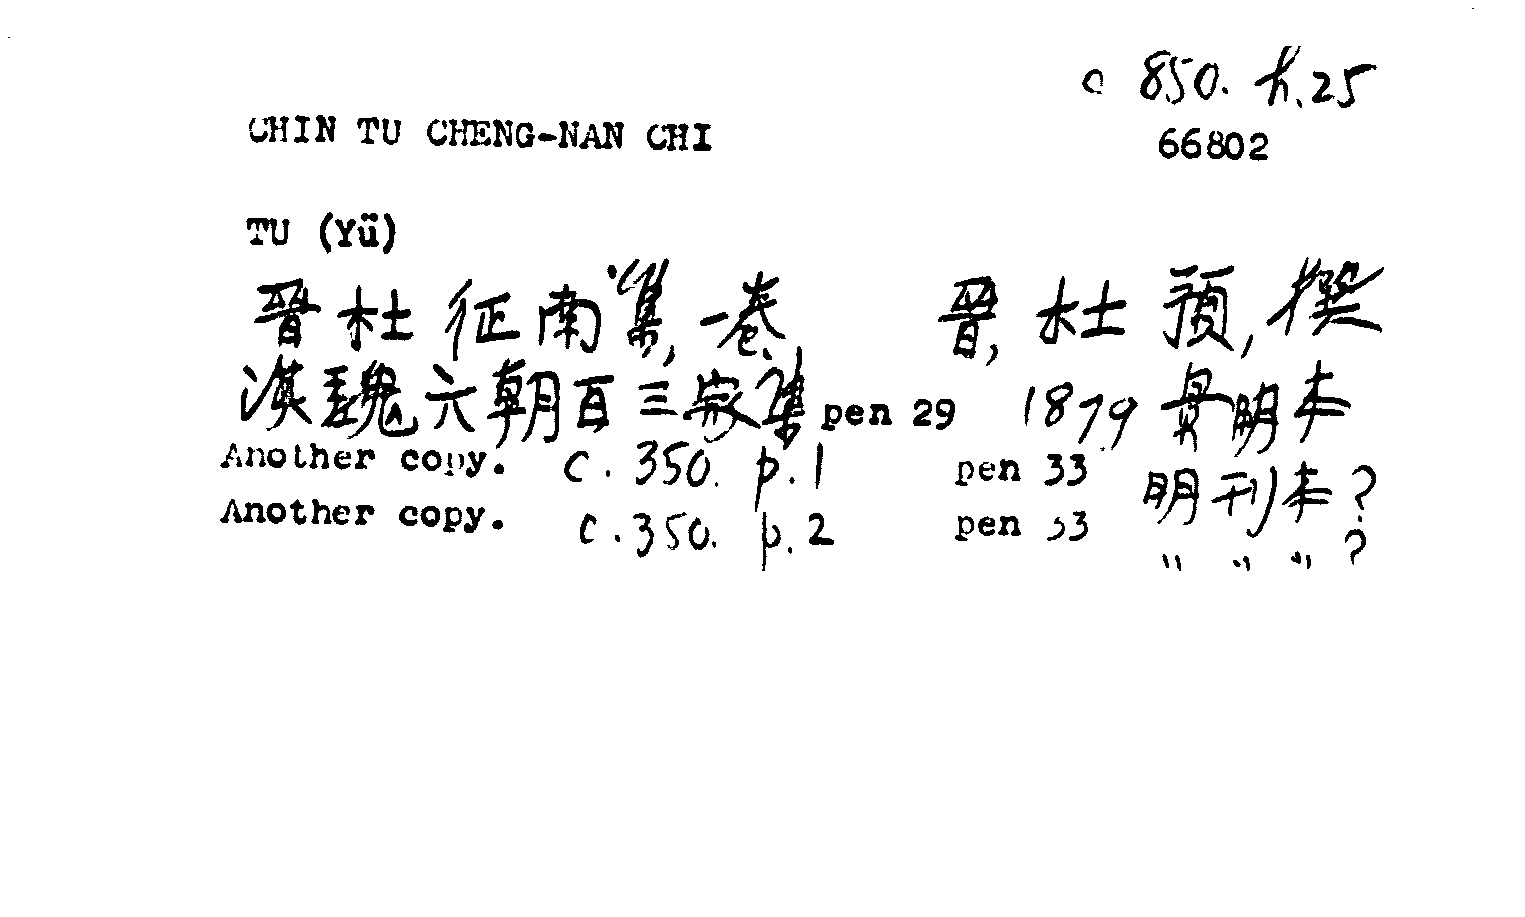 c 850. h.25
CHIN TU CHENG-NAN CHI
66802
TU (Yü)
晉杜征南集,一卷 晉,杜預,撰
漢魏六朝百三家集 pen 29 1879 景明本
Another copy. c.350.p.1 pen 33 明刊本?
Another copy. c.350.p.2 pen 33 " " " ?